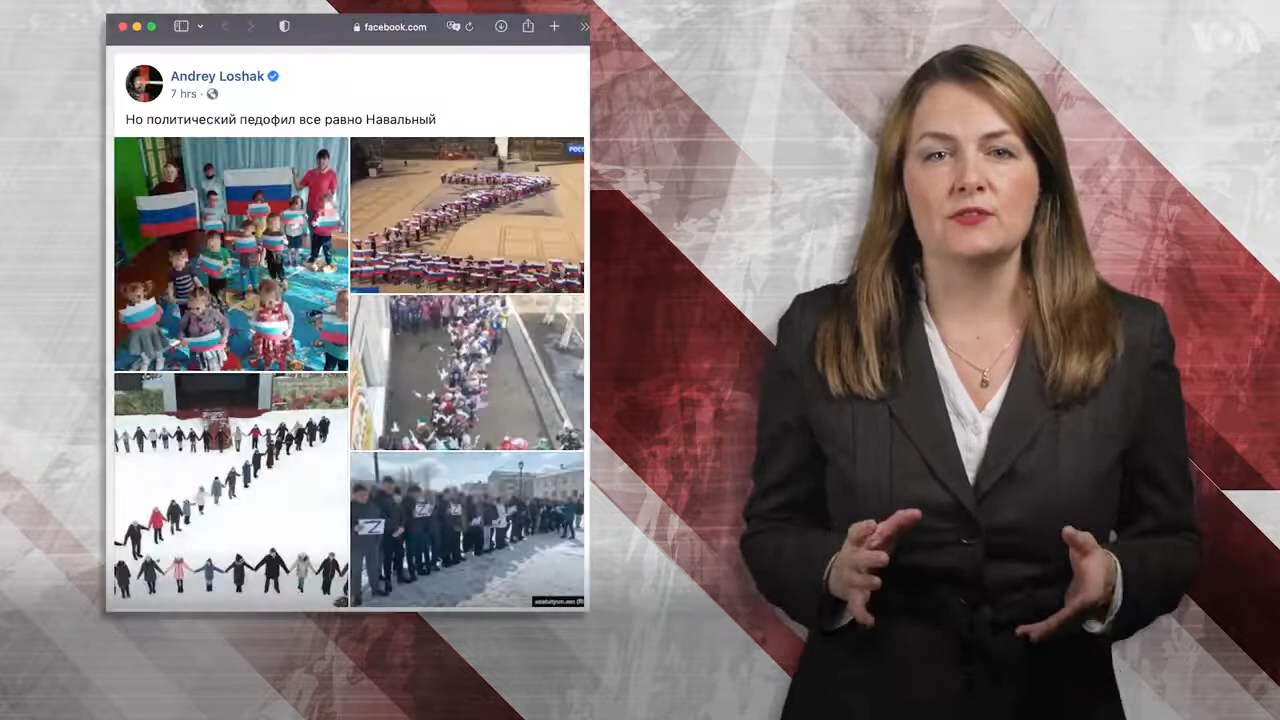 facebook.com
VOA
Andrey Loshak
7 hrs ·
Но политический педофил все равно Навальный
Z
Z